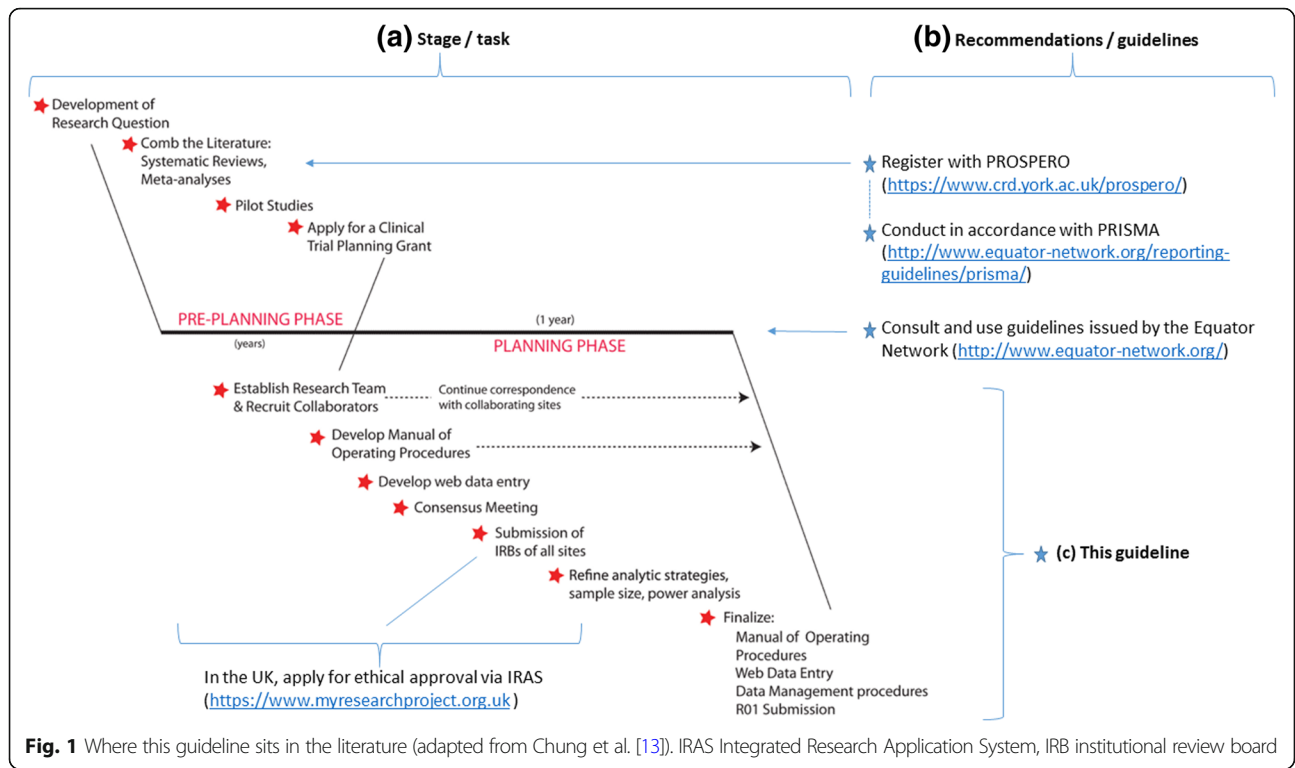 (a) Stage / task
(b) Recommendations / guidelines
Development of
Research Question
Comb the Literature:
Systematic Reviews,
Meta-analyses
Pilot Studies
Apply for a Clinical
Trial Planning Grant
Register with PROSPERO
(https://www.crd.york.ac.uk/prospero/)
Conduct in accordance with PRISMA
(http://www.equator-network.org/reporting-
guidelines/prisma/)
PRE-PLANNING PHASE
(years)
(1 year)
PLANNING PHASE
Consult and use guidelines issued by the Equator
Network (http://www.equator-network.org/)
Establish Research Team
& Recruit Collaborators
Continue correspondence
with collaborating sites
Develop Manual of
Operating Procedures
Develop web data entry
Consensus Meeting
Submission of
IRBs of all sites
Refine analytic strategies,
sample size, power analysis
Finalize:
Manual of Operating
Procedures
Web Data Entry
Data Management procedures
R01 Submission
(c) This guideline
In the UK, apply for ethical approval via IRAS
(https://www.myresearchproject.org.uk)
Fig. 1 Where this guideline sits in the literature (adapted from Chung et al. [13]). IRAS Integrated Research Application System, IRB institutional review board